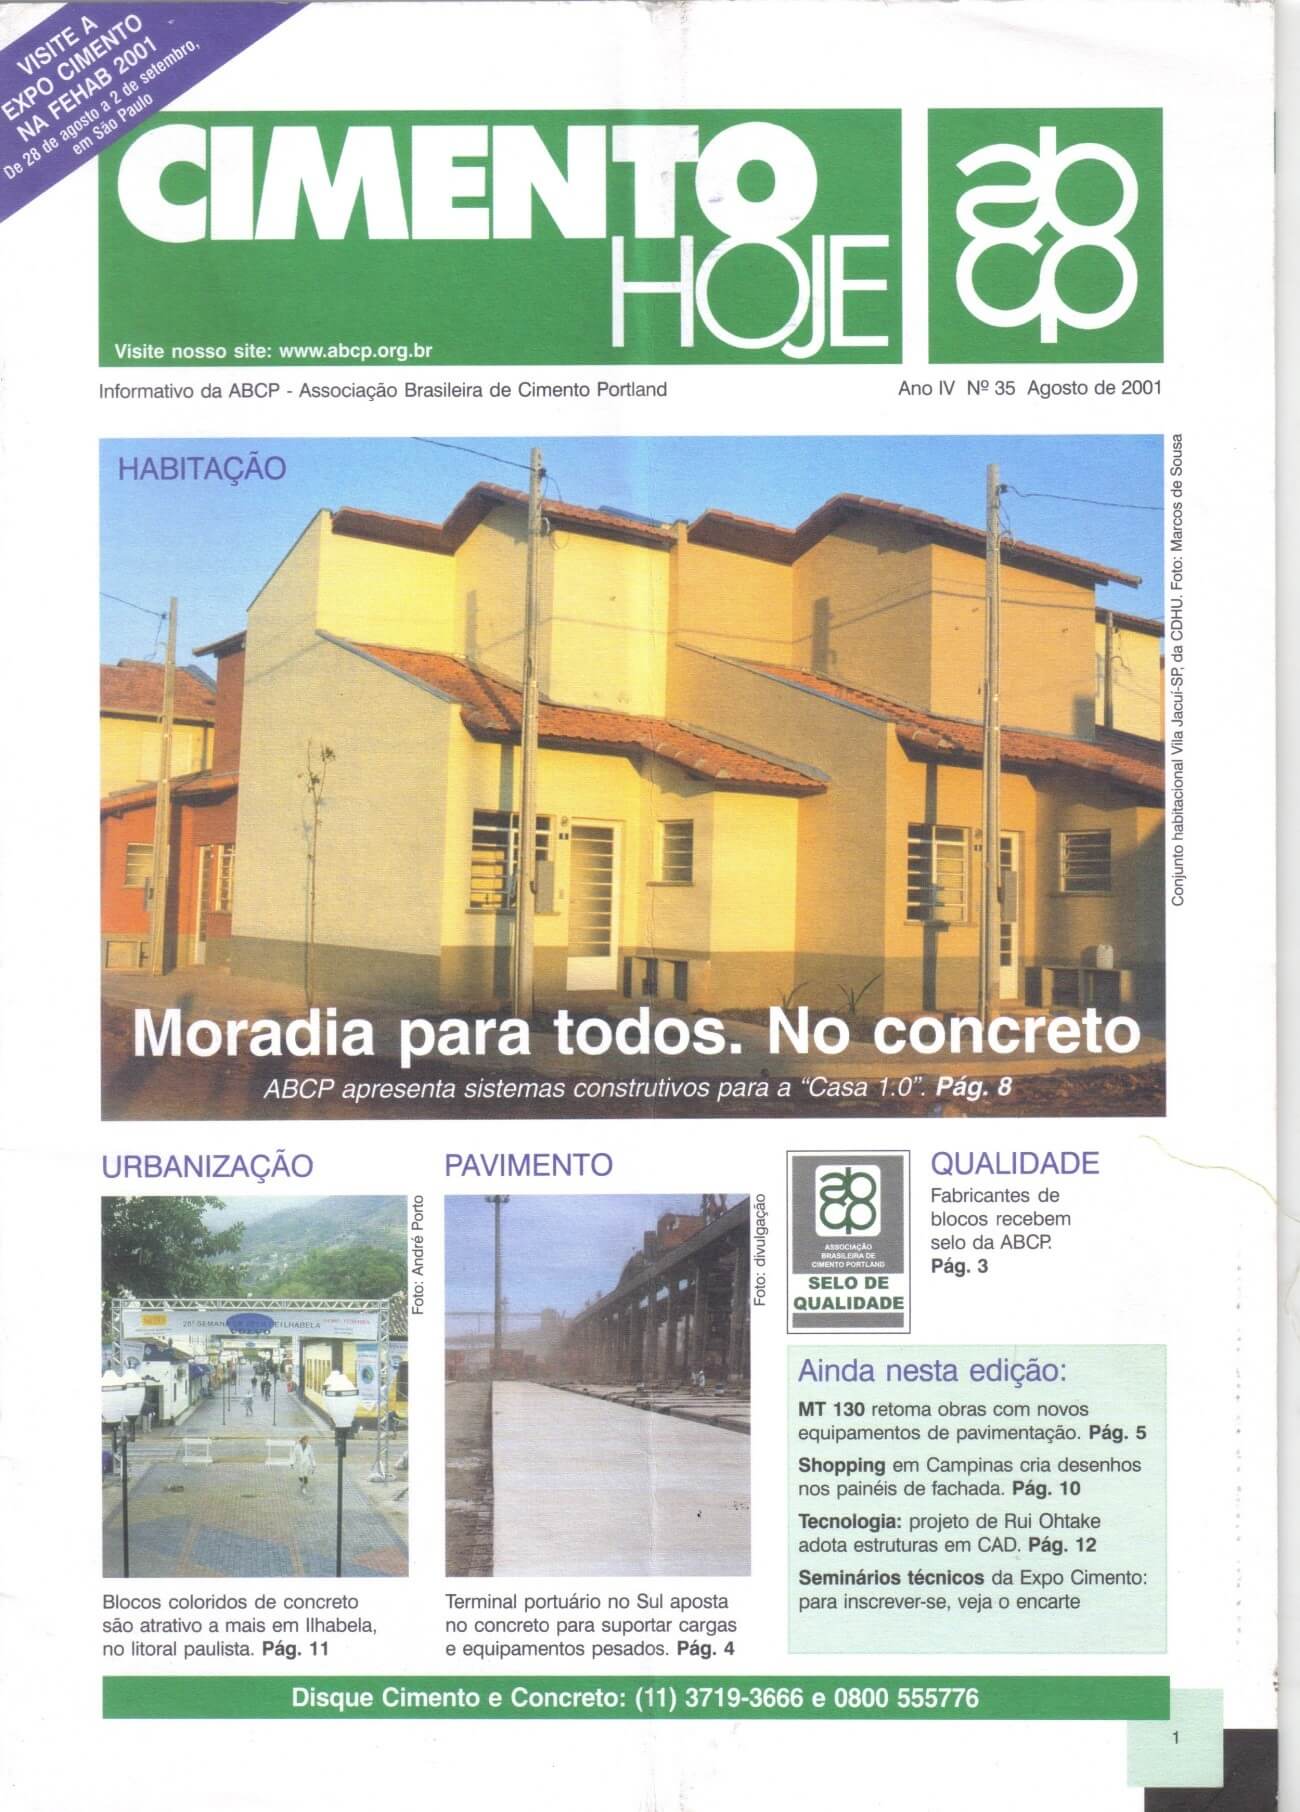 VISITE A
EXPO CIMENTO
NA FEHAB 2001
De 28 de agosto a 2 de setembro,
em São Paulo
CIMENTO
HOJE
abcp
Visite nosso site: www.abcp.org.br
Informativo da ABCP - Associação Brasileira de Cimento Portland
Ano IV Nº 35 Agosto de 2001
HABITAÇÃO
Conjunto habitacional Vila Jacuí-SP, da CDHU. Foto: Marcos de Sousa
Moradia para todos. No concreto
ABCP apresenta sistemas construtivos para a “Casa 1.0”. Pág. 8
URBANIZAÇÃO
Foto: André Porto
VOLVO
Blocos coloridos de concreto
são atrativo a mais em Ilhabela,
no litoral paulista. Pág. 11
PAVIMENTO
Foto: divulgação
Terminal portuário no Sul aposta
no concreto para suportar cargas
e equipamentos pesados. Pág. 4
abcp
ASSOCIAÇÃO
BRASILEIRA DE
CIMENTO PORTLAND
SELO DE
QUALIDADE
QUALIDADE
Fabricantes de
blocos recebem
selo da ABCP.
Pág. 3
Ainda nesta edição:
MT 130 retoma obras com novos
equipamentos de pavimentação. Pág. 5
Shopping em Campinas cria desenhos
nos painéis de fachada. Pág. 10
Tecnologia: projeto de Rui Ohtake
adota estruturas em CAD. Pág. 12
Seminários técnicos da Expo Cimento:
para inscrever-se, veja o encarte
Disque Cimento e Concreto: (11) 3719-3666 e 0800 555776
1